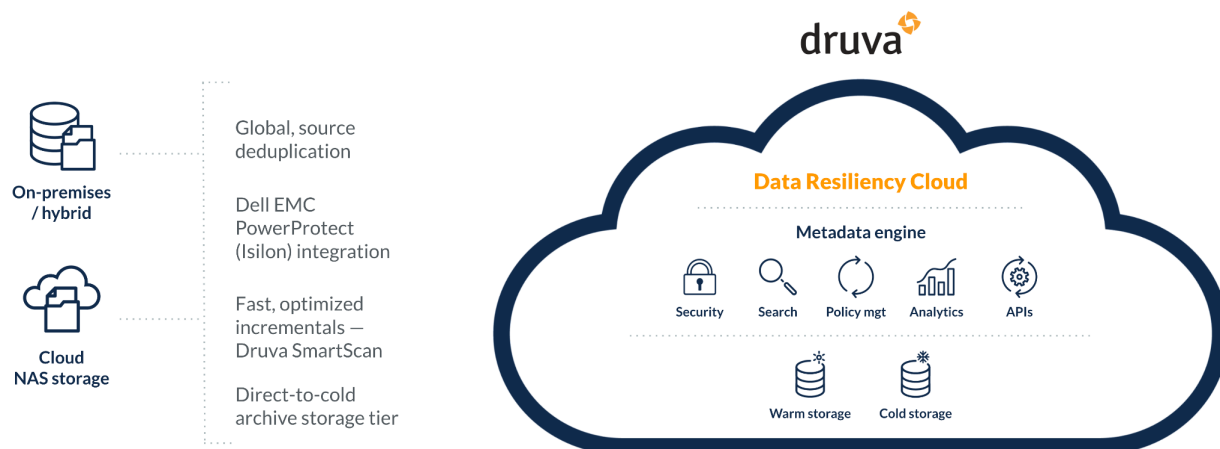 druva
On-premises
/ hybrid
Cloud
NAS storage
Global, source
deduplication
Dell EMC
PowerProtect
(Isilon) integration
Fast, optimized
incrementals —
Druva SmartScan
Direct-to-cold
archive storage tier
Data Resiliency Cloud
Metadata engine
Security
Search
Policy mgt
Analytics
APIs
Warm storage
Cold storage